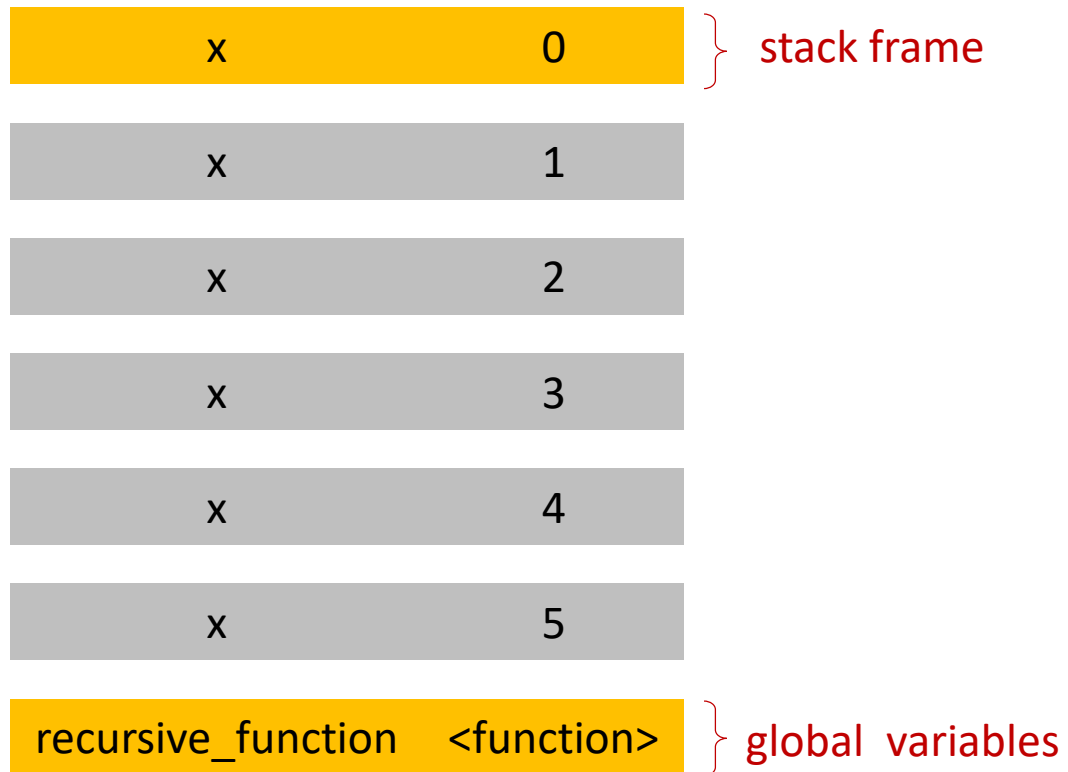 x 0 stack frame
x 1
x 2
x 3
x 4
x 5
recursive_function <function> global variables